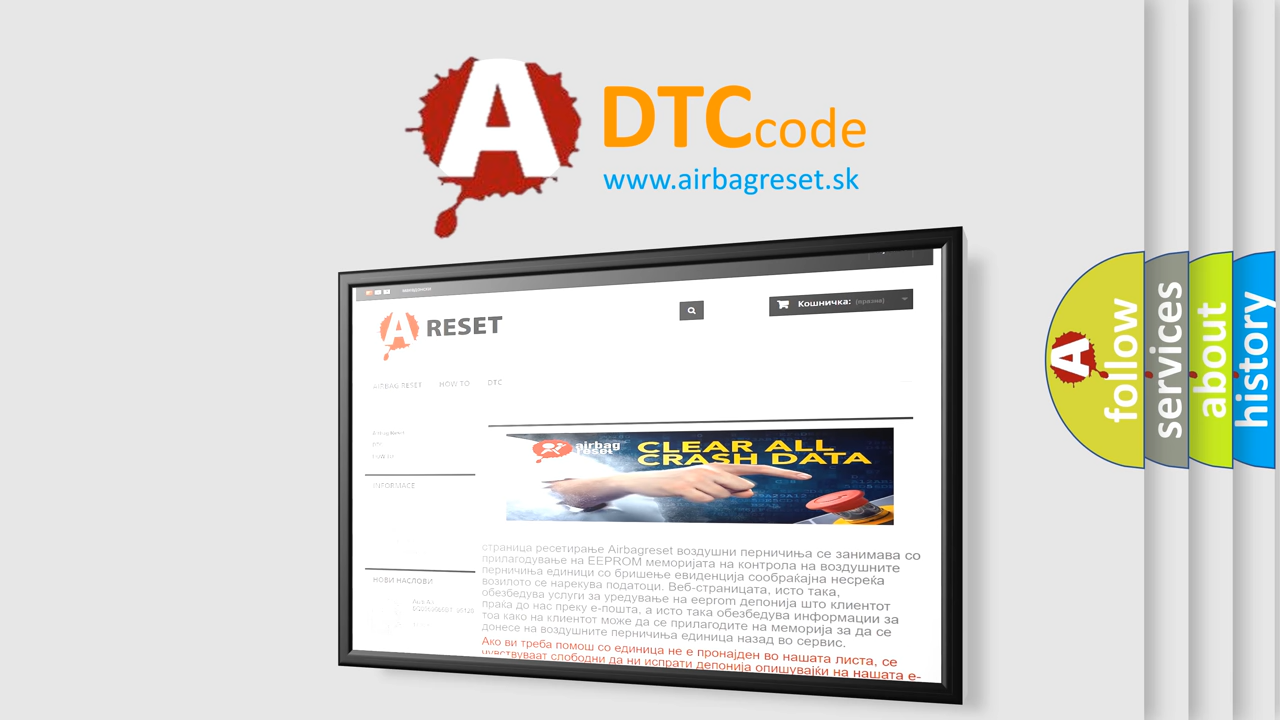 A DTCcode
www.airbagreset.sk
A RESET
Кошничка: (празна)
AIRBAG RESET HOW TO DTC
INFORMACE
airbag
reset
CLEAR ALL
CRASH DATA
страница ресетирање Airbagreset воздушни перничиња се занимава со
прилагодување на EEPROM меморијата на контрола на воздушните
перничиња единици со бришење евиденција сообраќајна несреќа
возилото се нарекува податоци. Веб-страницата, исто така,
обезбедува услуги за уредување на eeprom депонија што клиентот
праќа до нас преку е-пошта, а исто така обезбедува информации за
тоа како на клиентот може да се прилагодите на меморија за да се
донесе на воздушните перничиња единица назад во сервис.
Ако ви треба помош со единица не е пронајден во нашата листа, се
чувствуваат слободни да ни испрати депонија опишувајќи на нашата е-
НОВИ НАСЛОВИ
A follow
services
about
history